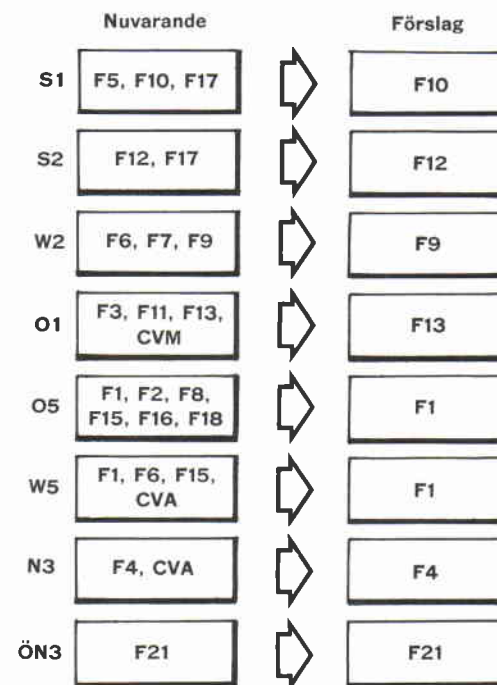 Nuvarande Förslag
S1 F5, F10, F17 F10
S2 F12, F17 F12
W2 F6, F7, F9 F9
O1 F3, F11, F13, CVM F13
O5 F1, F2, F8, F15, F16, F18 F1
W5 F1, F6, F15, CVA F1
N3 F4, CVA F4
ÖN3 F21 F21